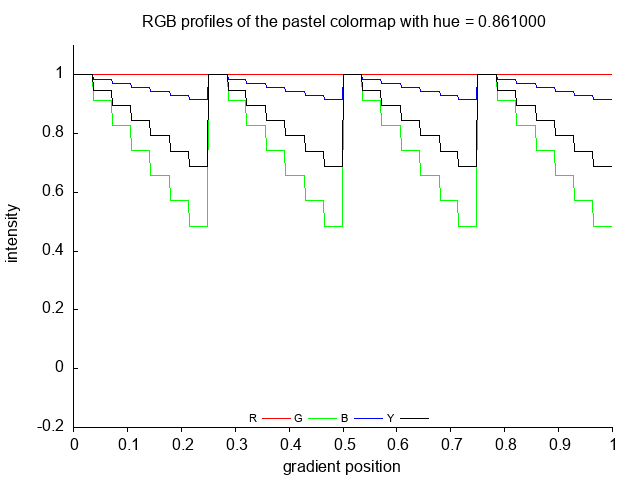 RGB profiles of the pastel colormap with hue = 0.861000
1
0.8
0.6
0.4
0.2
0
-0.2
intensity
R G B Y
0 0.1 0.2 0.3 0.4 0.5 0.6 0.7 0.8 0.9 1
gradient position